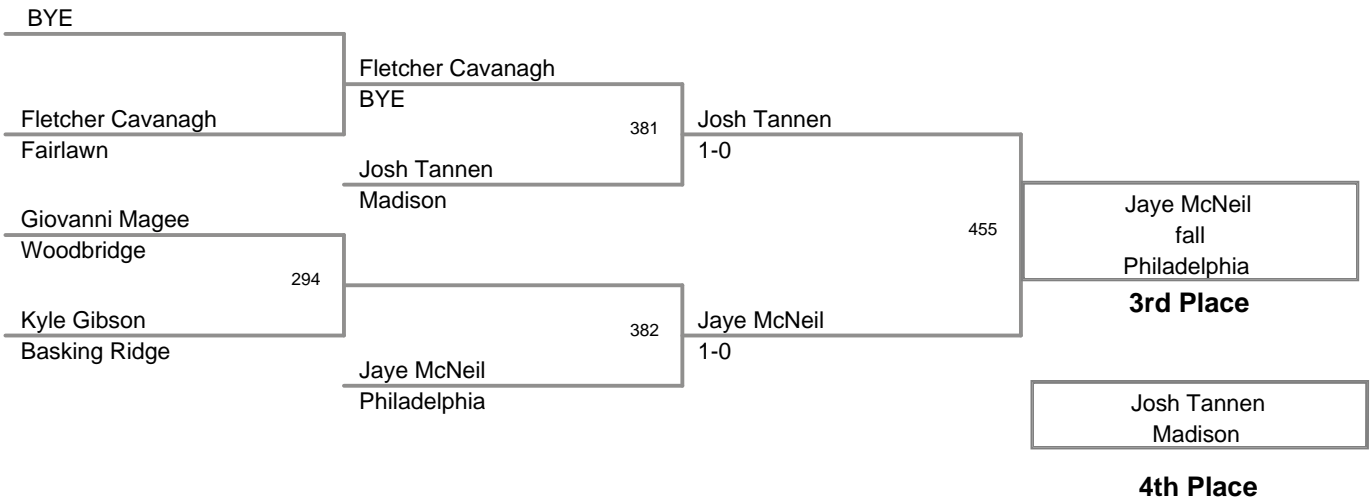 BYE
Fletcher Cavanagh
BYE
Fletcher Cavanagh
Fairlawn
381
Josh Tannen
1-0
Josh Tannen
Madison
Giovanni Magee
Woodbridge
294
455
Jaye McNeil
fall
Philadelphia
3rd Place
Kyle Gibson
Basking Ridge
382
Jaye McNeil
1-0
Jaye McNeil
Philadelphia
Josh Tannen
Madison
4th Place